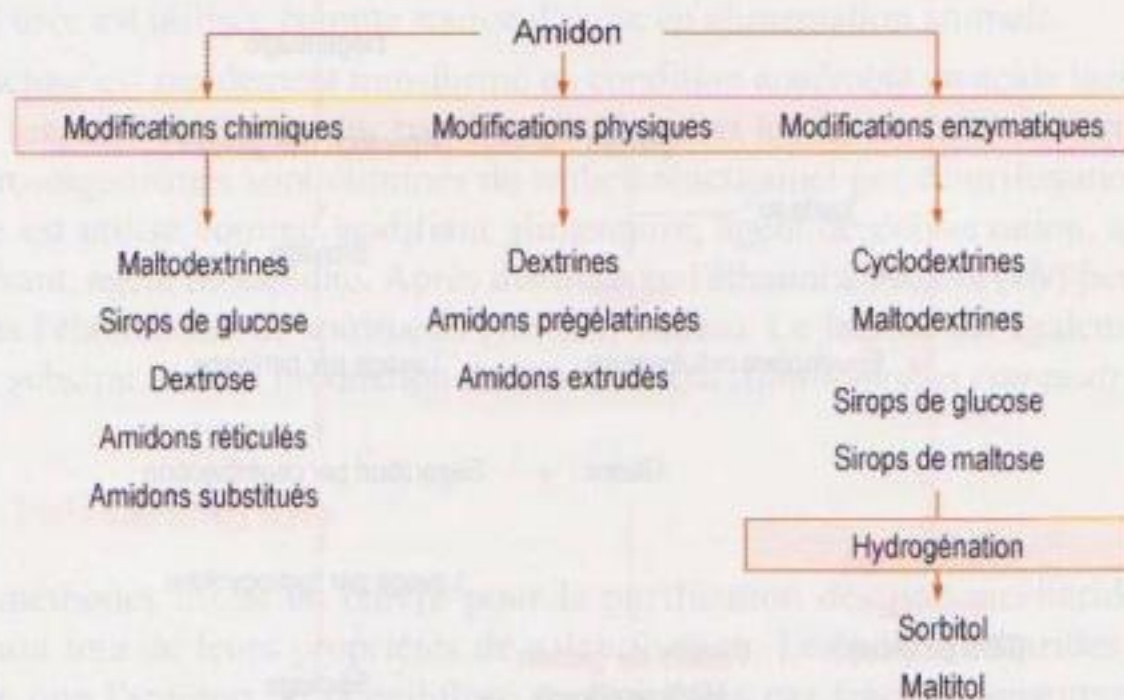 Amidon
Modifications chimiques
Modifications physiques
Modifications enzymatiques
Maltodextrines
Sirops de glucose
Dextrose
Amidons réticulés
Amidons substitués
Dextrines
Amidons prégélatinisés
Amidons extrudés
Cyclodextrines
Maltodextrines
Sirops de glucose
Sirops de maltose
Hydrogénation
Sorbitol
Maltitol